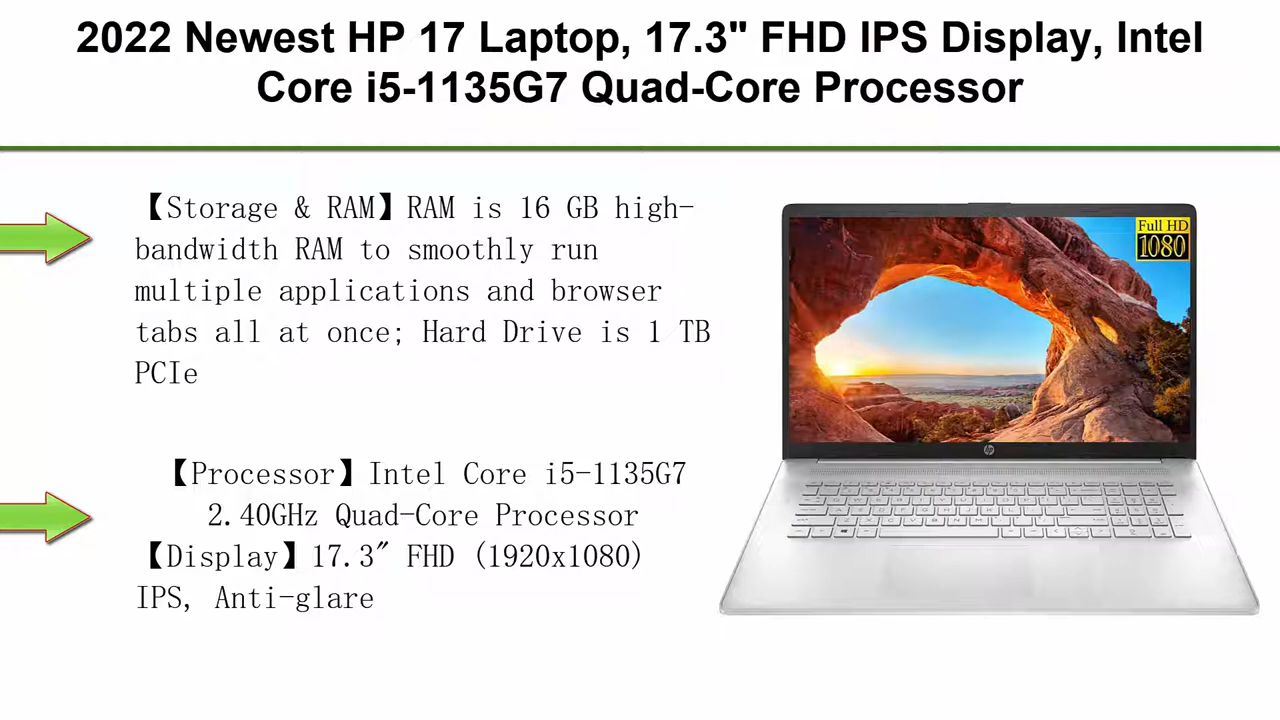 2022 Newest HP 17 Laptop, 17.3" FHD IPS Display, Intel
Core i5-1135G7 Quad-Core Processor
【Storage & RAM】RAM is 16 GB high-
bandwidth RAM to smoothly run
multiple applications and browser
tabs all at once; Hard Drive is 1 TB
PCIe
【Processor】Intel Core i5-1135G7
2.40GHz Quad-Core Processor
【Display】17.3″ FHD (1920x1080)
IPS, Anti-glare
Full HD
1080
hp